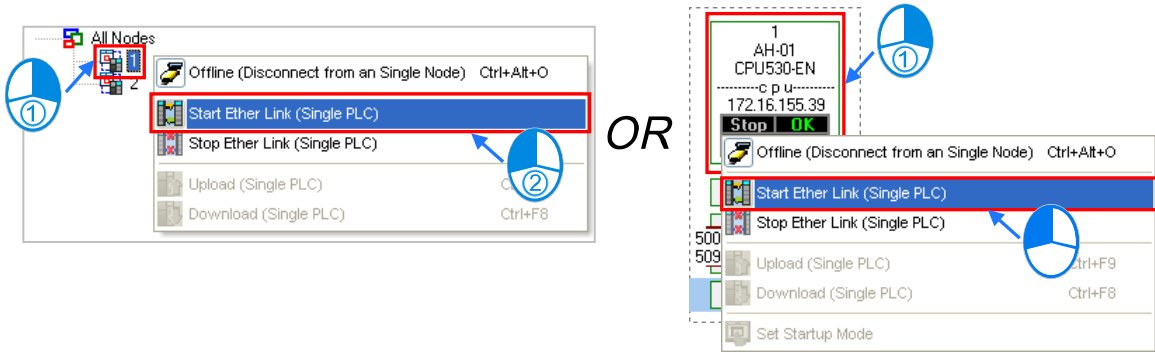 All Nodes
1
2
Offline (Disconnect from an Single Node) Ctrl+Alt+O
Start Ether Link (Single PLC)
Stop Ether Link (Single PLC)
Upload (Single PLC)
Download (Single PLC) Ctrl+F8
①
②
OR
1
AH-01
CPU530-EN
--------c p u--------
172.16.155.39
Stop OK
①
500
509
Offline (Disconnect from an Single Node) Ctrl+Alt+O
Start Ether Link (Single PLC)
Stop Ether Link (Single PLC)
Upload (Single PLC) Ctrl+F9
Download (Single PLC) Ctrl+F8
Set Startup Mode